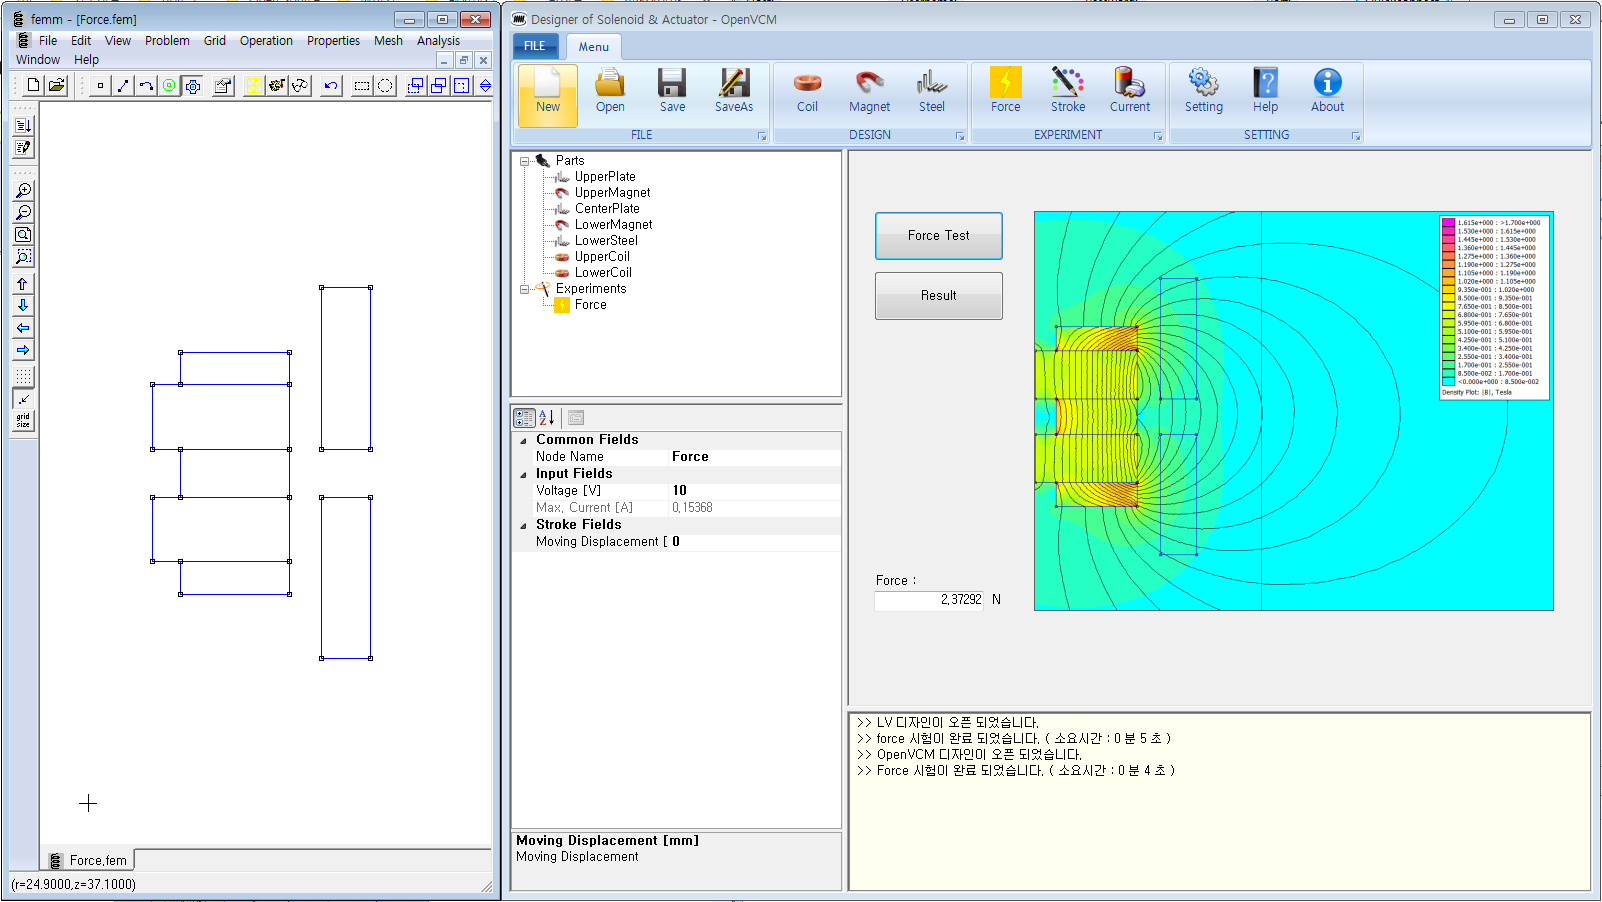 femm - [Force.fem]
File Edit View Problem Grid Operation Properties Mesh Analysis
Window Help
grid
size
Force.fem
(r=24.9000,z=37.1000)
Designer of Solenoid & Actuator - OpenVCM
FILE Menu
New Open Save SaveAs Coil Magnet Steel Force Stroke Current Setting Help About
FILE DESIGN EXPERIMENT SETTING
Parts
UpperPlate
UpperMagnet
CenterPlate
LowerMagnet
LowerSteel
UpperCoil
LowerCoil
Experiments
Force
Common Fields
Node Name Force
Input Fields
Voltage [V] 10
Max. Current [A] 0.15368
Stroke Fields
Moving Displacement [ 0
Moving Displacement [mm]
Moving Displacement
Force Test
Result
Force :
2.37292 N
1.615e+000 : >1.700e+000
1.530e+000 : 1.615e+000
1.445e+000 : 1.530e+000
1.360e+000 : 1.445e+000
1.275e+000 : 1.360e+000
1.190e+000 : 1.275e+000
1.105e+000 : 1.190e+000
1.020e+000 : 1.105e+000
9.350e-001 : 1.020e+000
8.500e-001 : 9.350e-001
7.650e-001 : 8.500e-001
6.800e-001 : 7.650e-001
5.950e-001 : 6.800e-001
5.100e-001 : 5.950e-001
4.250e-001 : 5.100e-001
3.400e-001 : 4.250e-001
2.550e-001 : 3.400e-001
1.700e-001 : 2.550e-001
8.500e-002 : 1.700e-001
<0.000e+000 : 8.500e-002
Density Plot: |B|, Tesla
>> LV 디자인이 오픈 되었습니다.
>> force 시험이 완료 되었습니다. ( 소요시간 : 0 분 5 초 )
>> OpenVCM 디자인이 오픈 되었습니다.
>> Force 시험이 완료 되었습니다. ( 소요시간 : 0 분 4 초 )